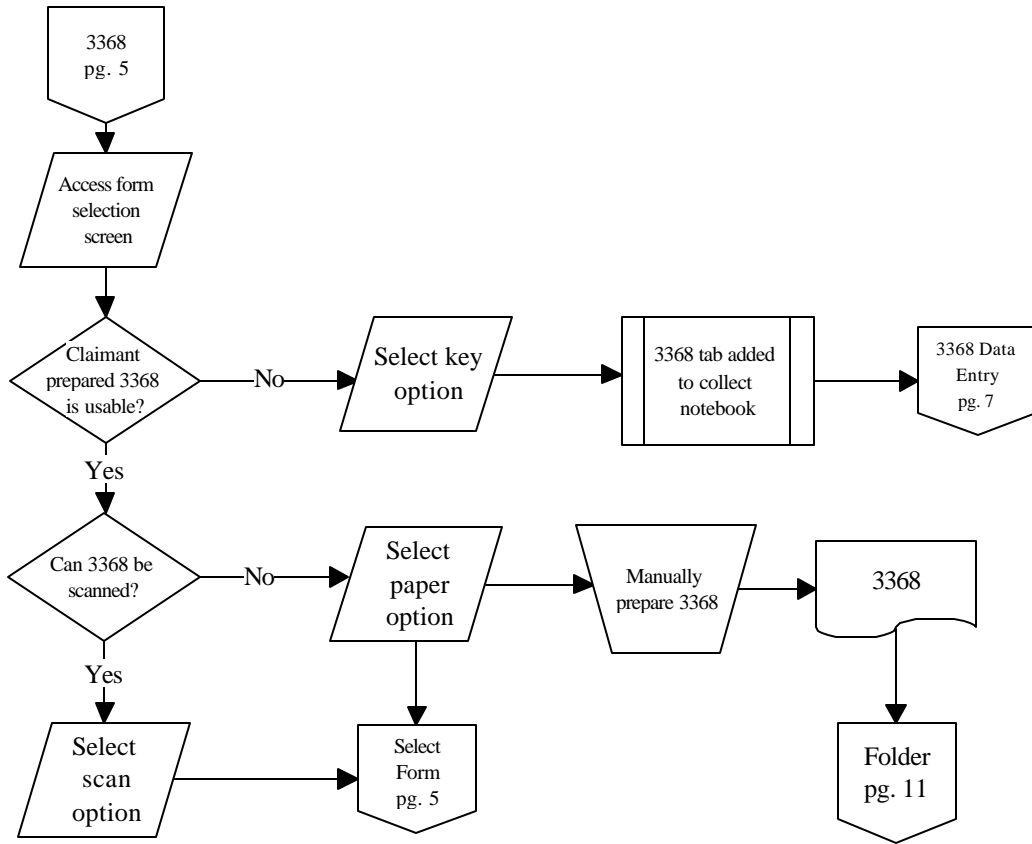 3368
pg. 5
Access form
selection
screen
Claimant
prepared 3368
is usable?
No
Select key
option
3368 tab added
to collect
notebook
3368 Data
Entry
pg. 7
Yes
Can 3368 be
scanned?
No
Select
paper
option
Manually
prepare 3368
3368
Yes
Select
scan
option
Select
Form
pg. 5
Folder
pg. 11